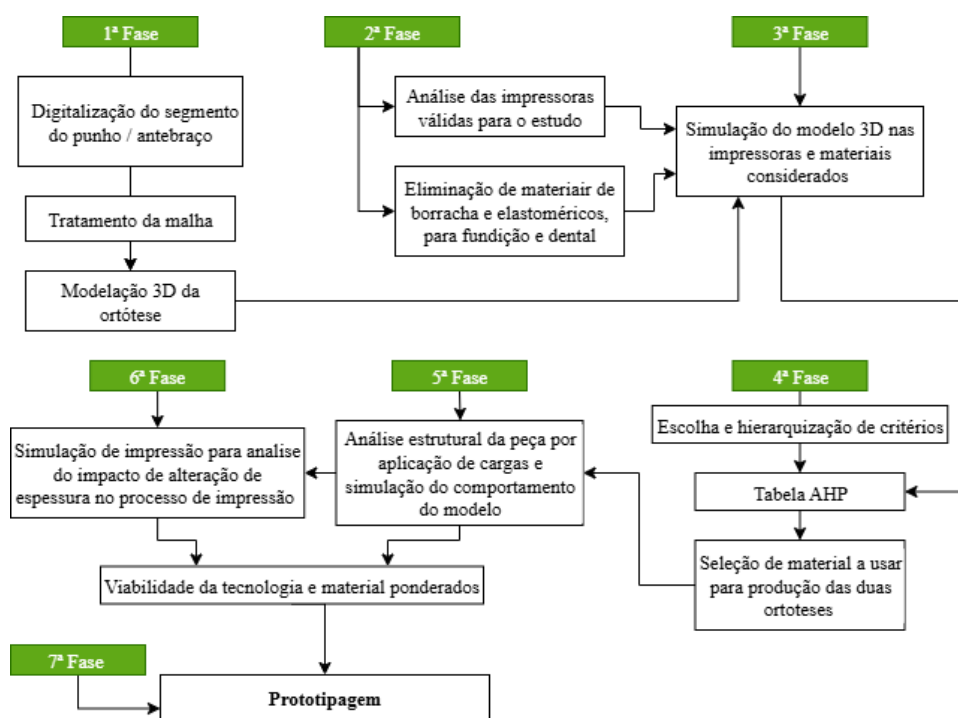 1ª Fase
Digitalização do segmento
do punho / antebraço
Tratamento da malha
Modelação 3D da
ortótese
2ª Fase
Análise das impressoras
válidas para o estudo
Eliminação de materiair de
borracha e elastoméricos,
para fundição e dental
3ª Fase
Simulação do modelo 3D nas
impressoras e materiais
considerados
4ª Fase
Escolha e hierarquização de critérios
Tabela AHP
Seleção de material a usar
para produção das duas
ortoteses
5ª Fase
Análise estrutural da peça por
aplicação de cargas e
simulação do comportamento
do modelo
6ª Fase
Simulação de impressão para analise
do impacto de alteração de
espessura no processo de impressão
Viabilidade da tecnologia e material ponderados
7ª Fase
Prototipagem